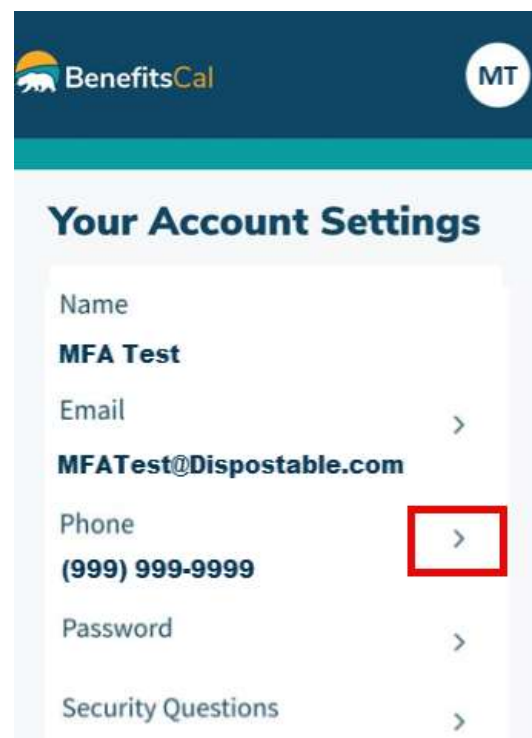 BenefitsCal
MT
Your Account Settings
Name
MFA Test
Email
MFATest@Dispostable.com
Phone
(999) 999-9999
Password
Security Questions